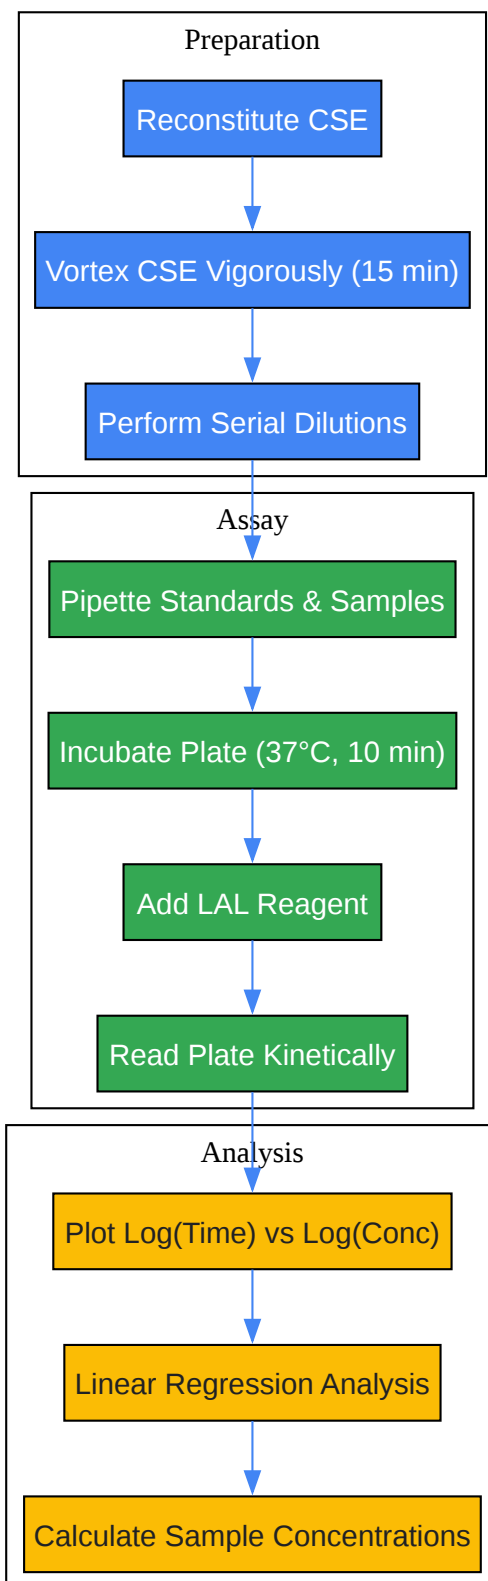 Preparation
Reconstitute CSE
Vortex CSE Vigorously (15 min)
Perform Serial Dilutions
Assay
Pipette Standards & Samples
Incubate Plate (37°C, 10 min)
Add LAL Reagent
Read Plate Kinetically
Analysis
Plot Log(Time) vs Log(Conc)
Linear Regression Analysis
Calculate Sample Concentrations